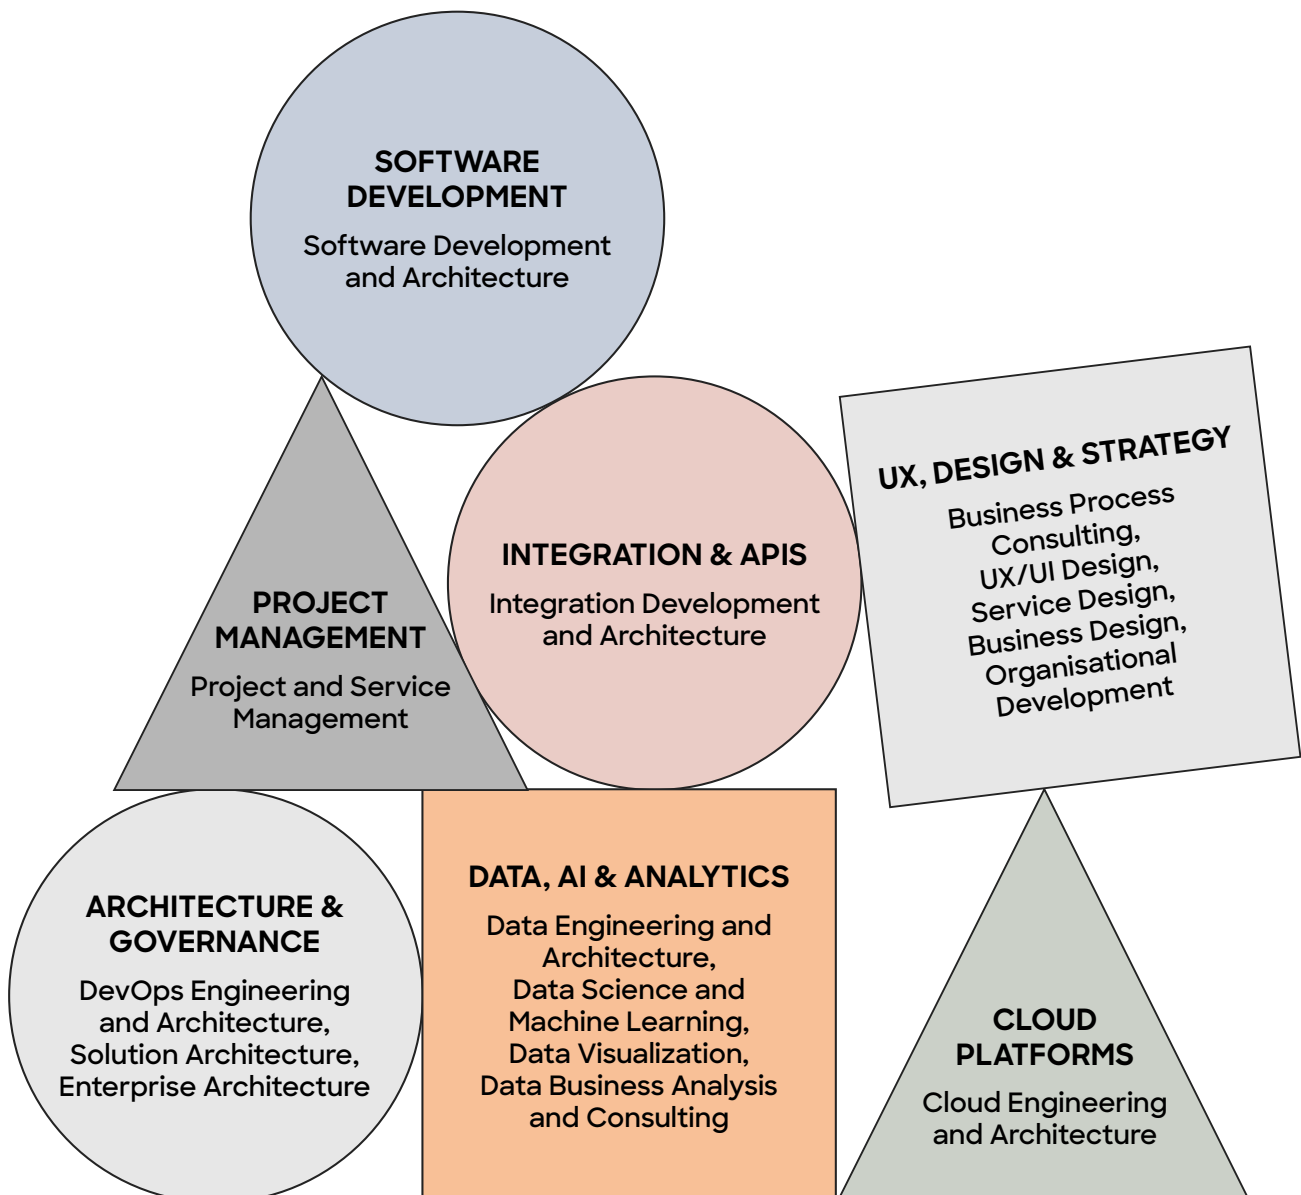 SOFTWARE
DEVELOPMENT
Software Development
and Architecture
PROJECT
MANAGEMENT
Project and Service
Management
INTEGRATION & APIS
Integration Development
and Architecture
UX, DESIGN & STRATEGY
Business Process
Consulting,
UX/UI Design,
Service Design,
Business Design,
Organisational
Development
ARCHITECTURE &
GOVERNANCE
DevOps Engineering
and Architecture,
Solution Architecture,
Enterprise Architecture
DATA, AI & ANALYTICS
Data Engineering and
Architecture,
Data Science and
Machine Learning,
Data Visualization,
Data Business Analysis
and Consulting
CLOUD
PLATFORMS
Cloud Engineering
and Architecture